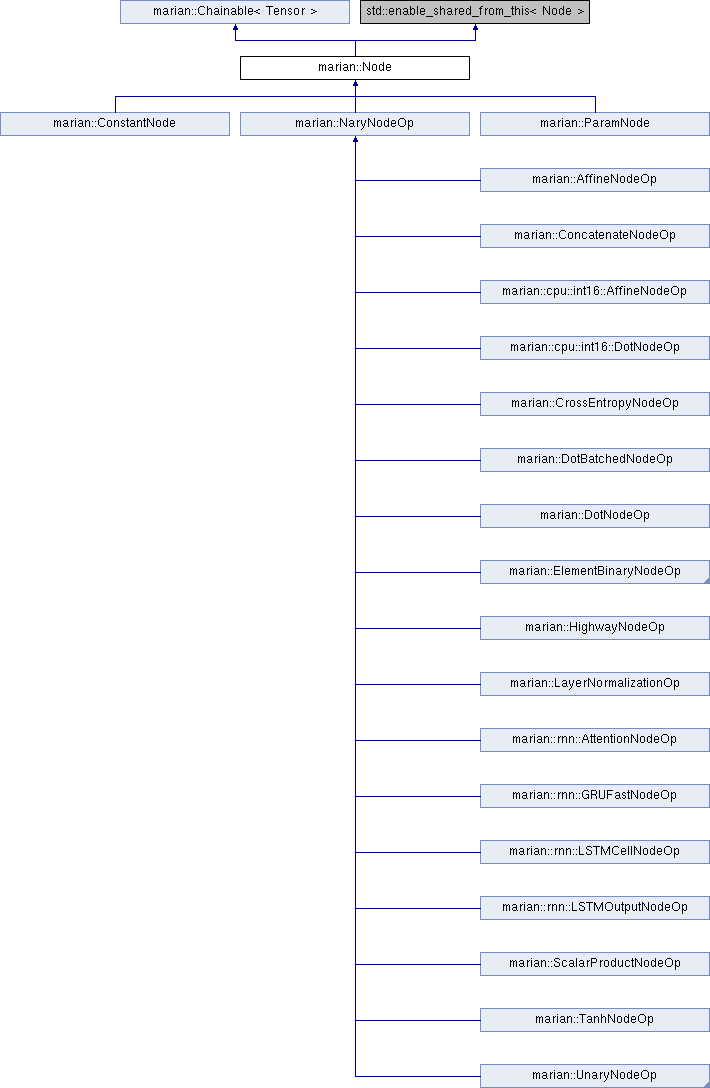 marian::Chainable< Tensor >
std::enable_shared_from_this< Node >
marian::Node
marian::ConstantNode
marian::NaryNodeOp
marian::ParamNode
marian::AffineNodeOp
marian::ConcatenateNodeOp
marian::cpu::int16::AffineNodeOp
marian::cpu::int16::DotNodeOp
marian::CrossEntropyNodeOp
marian::DotBatchedNodeOp
marian::DotNodeOp
marian::ElementBinaryNodeOp
marian::HighwayNodeOp
marian::LayerNormalizationOp
marian::rnn::AttentionNodeOp
marian::rnn::GRUFastNodeOp
marian::rnn::LSTMCellNodeOp
marian::rnn::LSTMOutputNodeOp
marian::ScalarProductNodeOp
marian::TanhNodeOp
marian::UnaryNodeOp